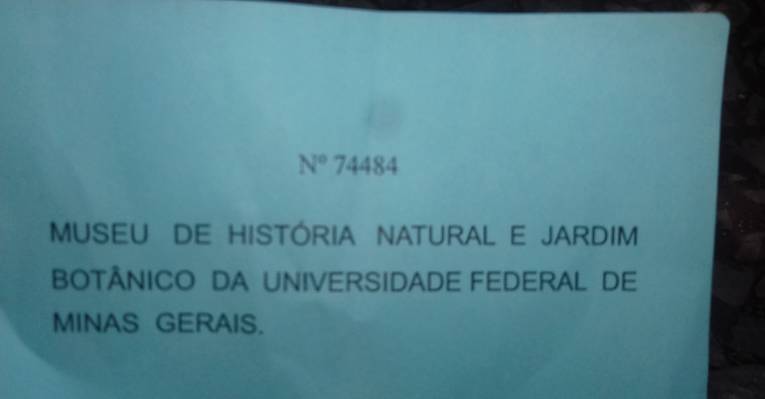 Nº 74484
MUSEU DE HISTÓRIA NATURAL E JARDIM
BOTÂNICO DA UNIVERSIDADE FEDERAL DE
MINAS GERAIS.